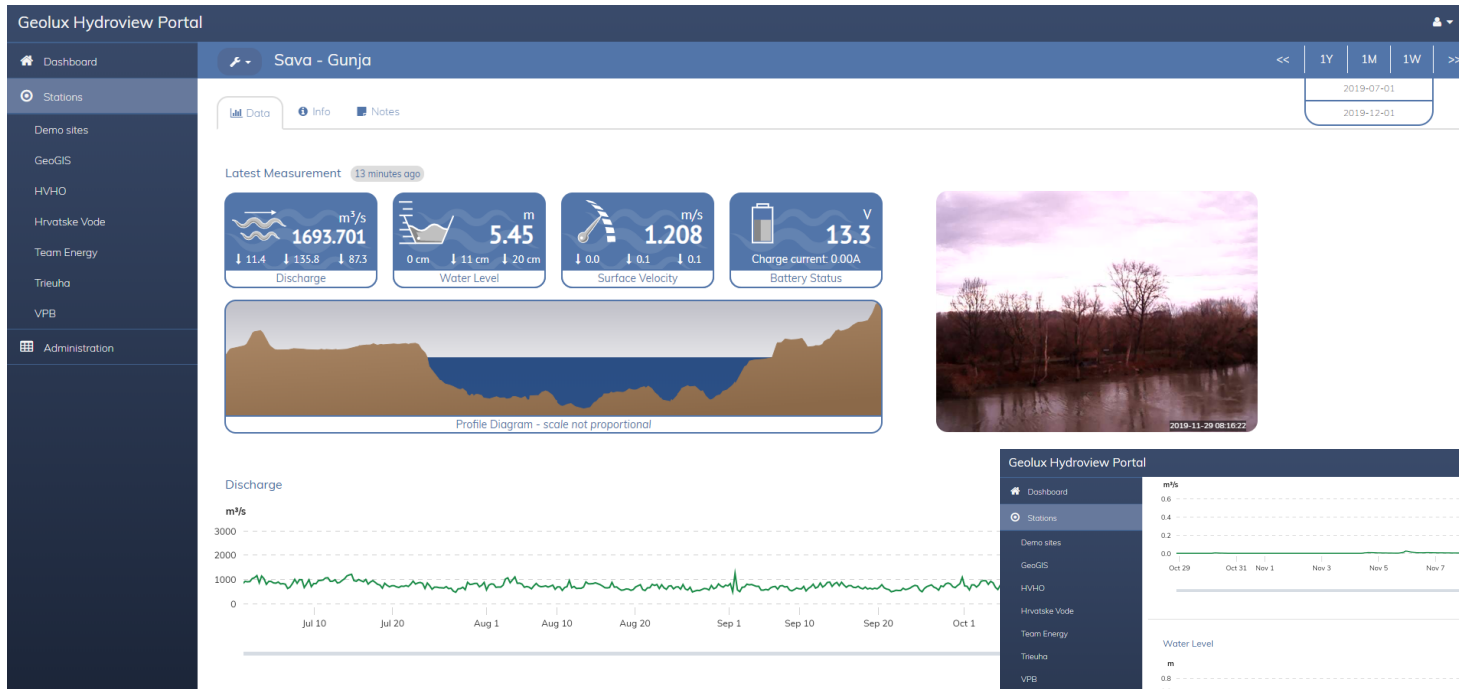 Geolux Hydroview Portal
Dashboard
Stations
Demo sites
GeoGIS
HVHO
Hrvatske Vode
Team Energy
Trieuha
VPB
Administration
Sava - Gunja
<< 1Y 1M 1W >>
2019-07-01
2019-12-01
Data Info Notes
Latest Measurement 13 minutes ago
m³/s
1693.701
11.4 135.8 87.3
Discharge
m
5.45
0 cm 11 cm 20 cm
Water Level
m/s
1.208
0.0 0.1 0.1
Surface Velocity
V
13.3
Charge current: 0.00A
Battery Status
Profile Diagram - scale not proportional
2019-11-29 08:16:22
Discharge
m³/s
3000
2000
1000
0
Jul 10 Jul 20 Aug 1 Aug 10 Aug 20 Sep 1 Sep 10 Sep 20 Oct 1
Geolux Hydroview Portal
Dashboard
Stations
Demo sites
GeoGIS
HVHO
Hrvatske Vode
Team Energy
Trieuha
VPB
m³/s
0.6
0.4
0.2
0.0
Oct 29 Oct 31 Nov 1 Nov 3 Nov 5 Nov 7
Water Level
m
0.8